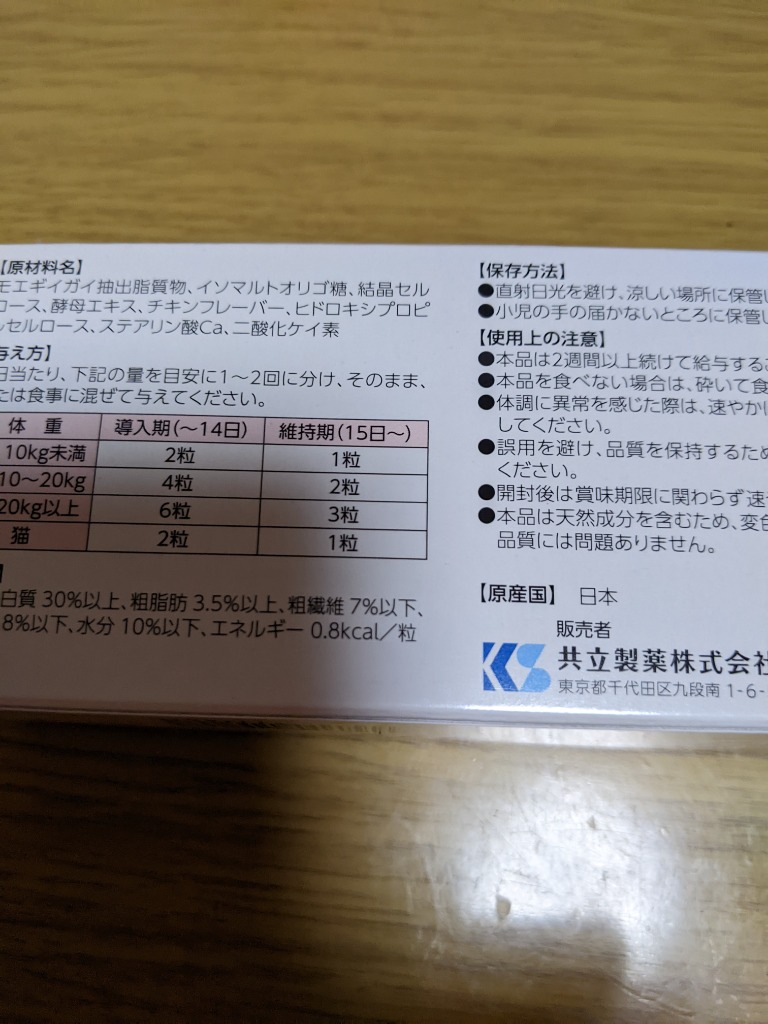 【原材料名】
モエギイガイ抽出脂質物、イソマルトオリゴ糖、結晶セル
ロース、酵母エキス、チキンフレーバー、ヒドロキシプロピ
ルセルロース、ステアリン酸Ca、二酸化ケイ素
与え方】
日当たり、下記の量を目安に1～2回に分け、そのまま、
たは食事に混ぜて与えてください。
体 重 導入期(～14日) 維持期(15日～)
10kg未満 2粒 1粒
10～20kg 4粒 2粒
20kg以上 6粒 3粒
猫 2粒 1粒
】
白質 30%以上、粗脂肪 3.5%以上、粗繊維 7%以下、
8%以下、水分 10%以下、エネルギー 0.8kcal／粒
【保存方法】
●直射日光を避け、涼しい場所に保管し
●小児の手の届かないところに保管し
【使用上の注意】
●本品は2週間以上続けて給与する
●本品を食べない場合は、砕いて食
●体調に異常を感じた際は、速やかに
してください。
●誤用を避け、品質を保持するため
ください。
●開封後は賞味期限に関わらず速
●本品は天然成分を含むため、変色
品質には問題ありません。
【原産国】 日本
販売者
KS 共立製薬株式会社
東京都千代田区九段南 1-6-